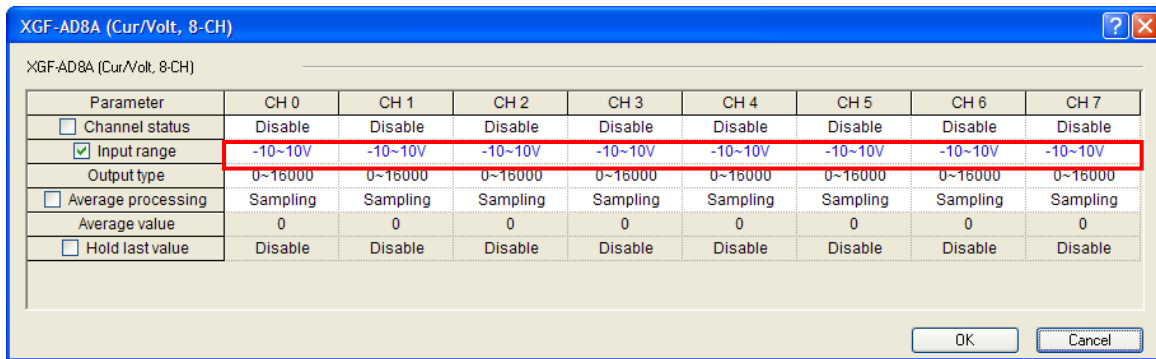 XGF-AD8A (Cur/Volt, 8-CH)
XGF-AD8A (Cur/Volt, 8-CH)
Parameter CH 0 CH 1 CH 2 CH 3 CH 4 CH 5 CH 6 CH 7
Channel status Disable Disable Disable Disable Disable Disable Disable Disable
Input range -10~10V -10~10V -10~10V -10~10V -10~10V -10~10V -10~10V -10~10V
Output type 0~16000 0~16000 0~16000 0~16000 0~16000 0~16000 0~16000 0~16000
Average processing Sampling Sampling Sampling Sampling Sampling Sampling Sampling Sampling
Average value 0 0 0 0 0 0 0 0
Hold last value Disable Disable Disable Disable Disable Disable Disable Disable
OK Cancel